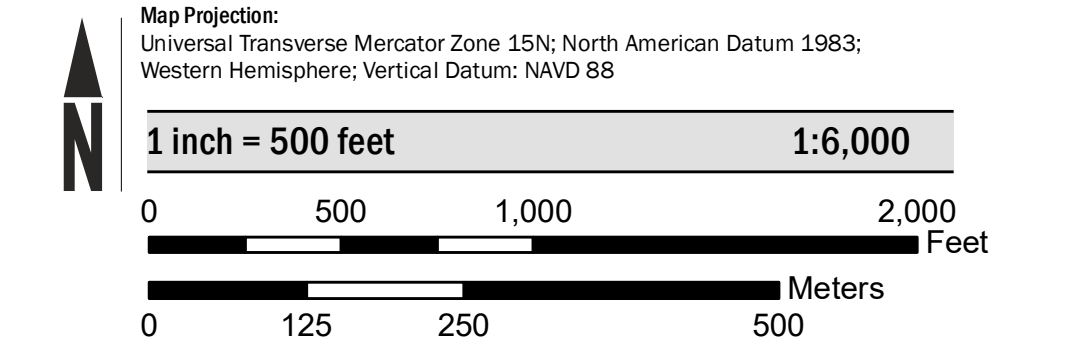 Map Projection:
Universal Transverse Mercator Zone 15N; North American Datum 1983;
Western Hemisphere; Vertical Datum: NAVD 88
N
1 inch = 500 feet 1:6,000
0 500 1,000 2,000
Feet
Meters
0 125 250 500